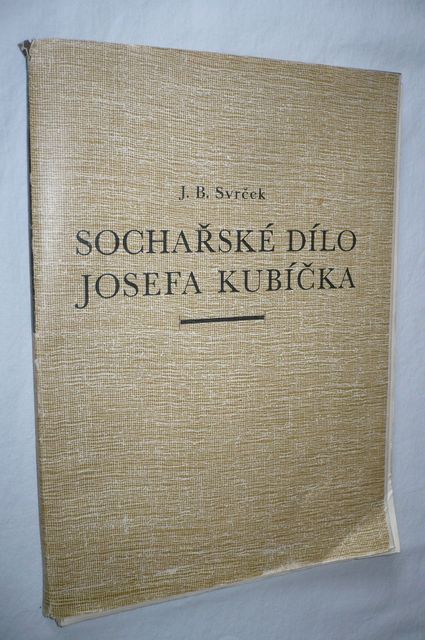 J. B. Svrček
SOCHAŘSKÉ DÍLO
JOSEFA KUBÍČKA